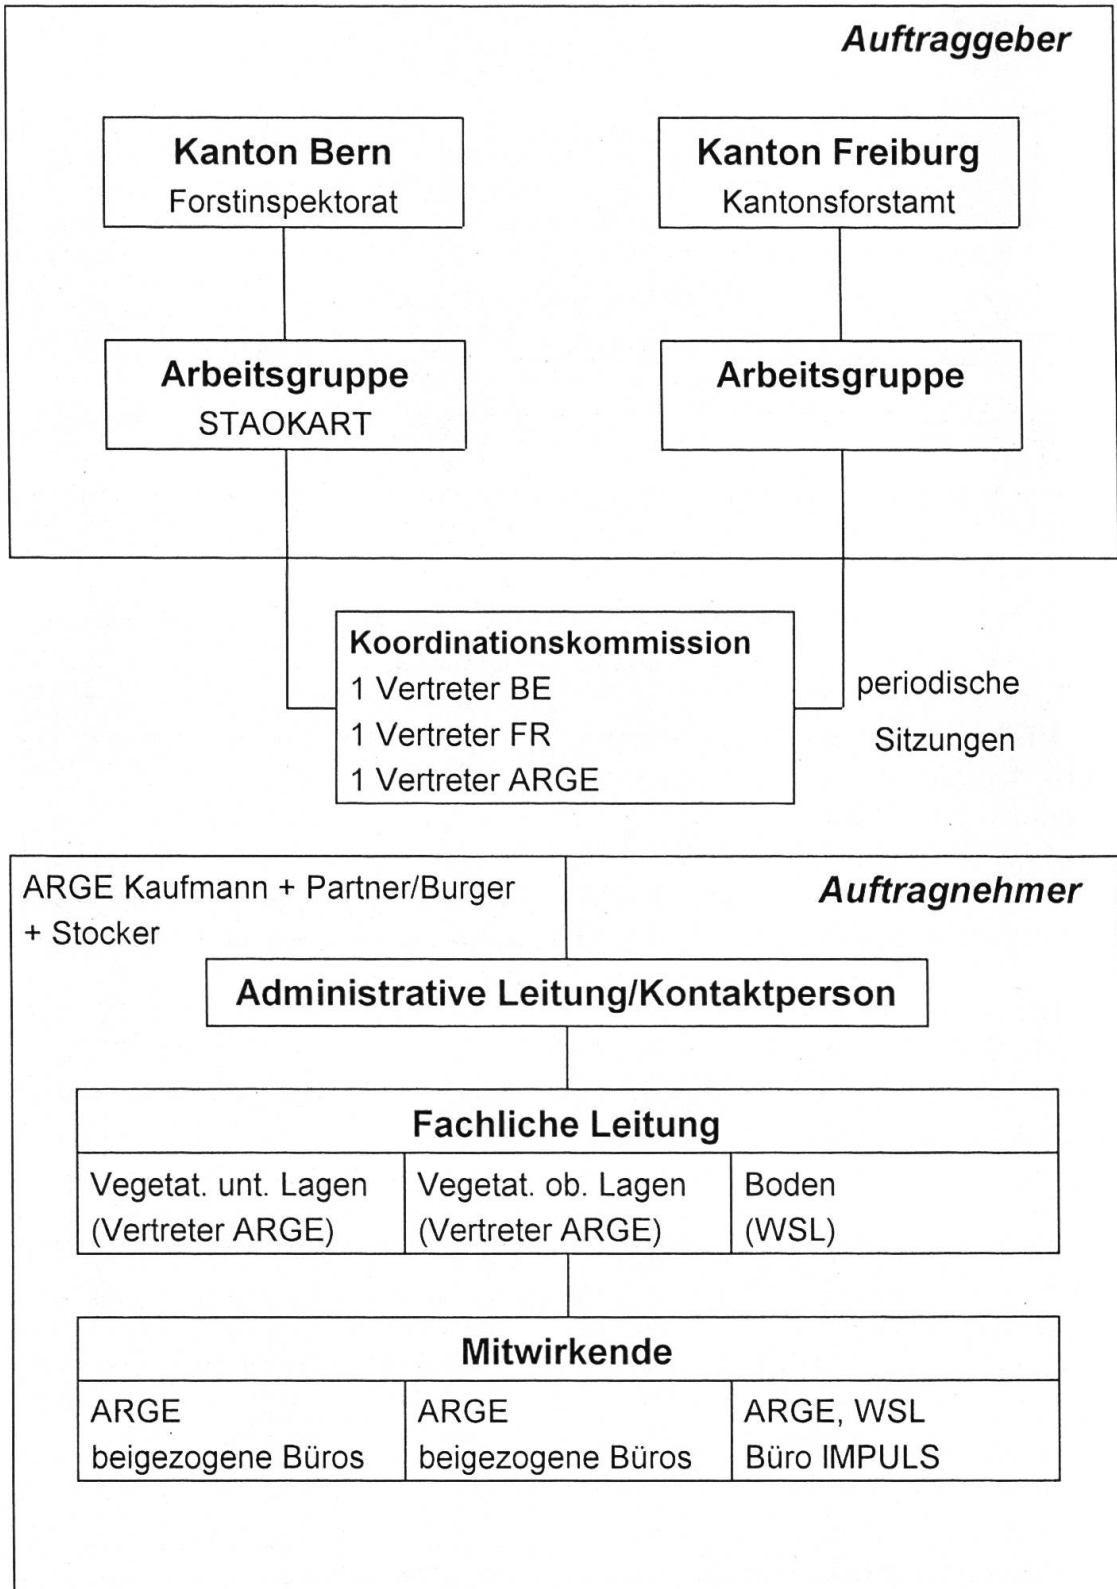 Auftraggeber
Kanton Bern
Forstinspektorat
Kanton Freiburg
Kantonsforstamt
Arbeitsgruppe
STAOKART
Arbeitsgruppe
Koordinationskommission
1 Vertreter BE
1 Vertreter FR
1 Vertreter ARGE
periodische
Sitzungen
ARGE Kaufmann + Partner/Burger
+ Stocker
Auftragnehmer
Administrative Leitung/Kontaktperson
Fachliche Leitung
Vegetat. unt. Lagen
(Vertreter ARGE)
Vegetat. ob. Lagen
(Vertreter ARGE)
Boden
(WSL)
Mitwirkende
ARGE
beigezogene Büros
ARGE
beigezogene Büros
ARGE, WSL
Büro IMPULS